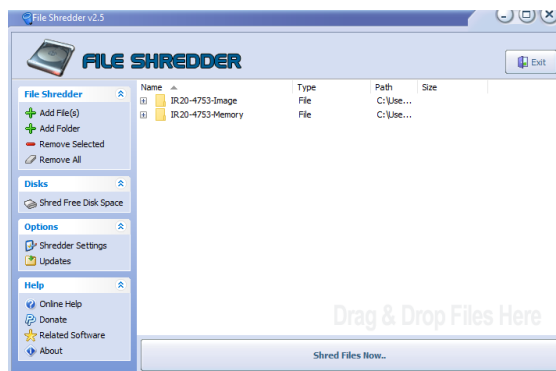 File Shredder v2.5
FILE SHREDDER
Exit
File Shredder
Add File(s)
Add Folder
Remove Selected
Remove All
Disks
Shred Free Disk Space
Options
Shredder Settings
Updates
Help
Online Help
Donate
Related Software
About
Name Type Path Size
IR20-4753-Image File C:\Use...
IR20-4753-Memory File C:\Use...
Drag & Drop Files Here
Shred Files Now..